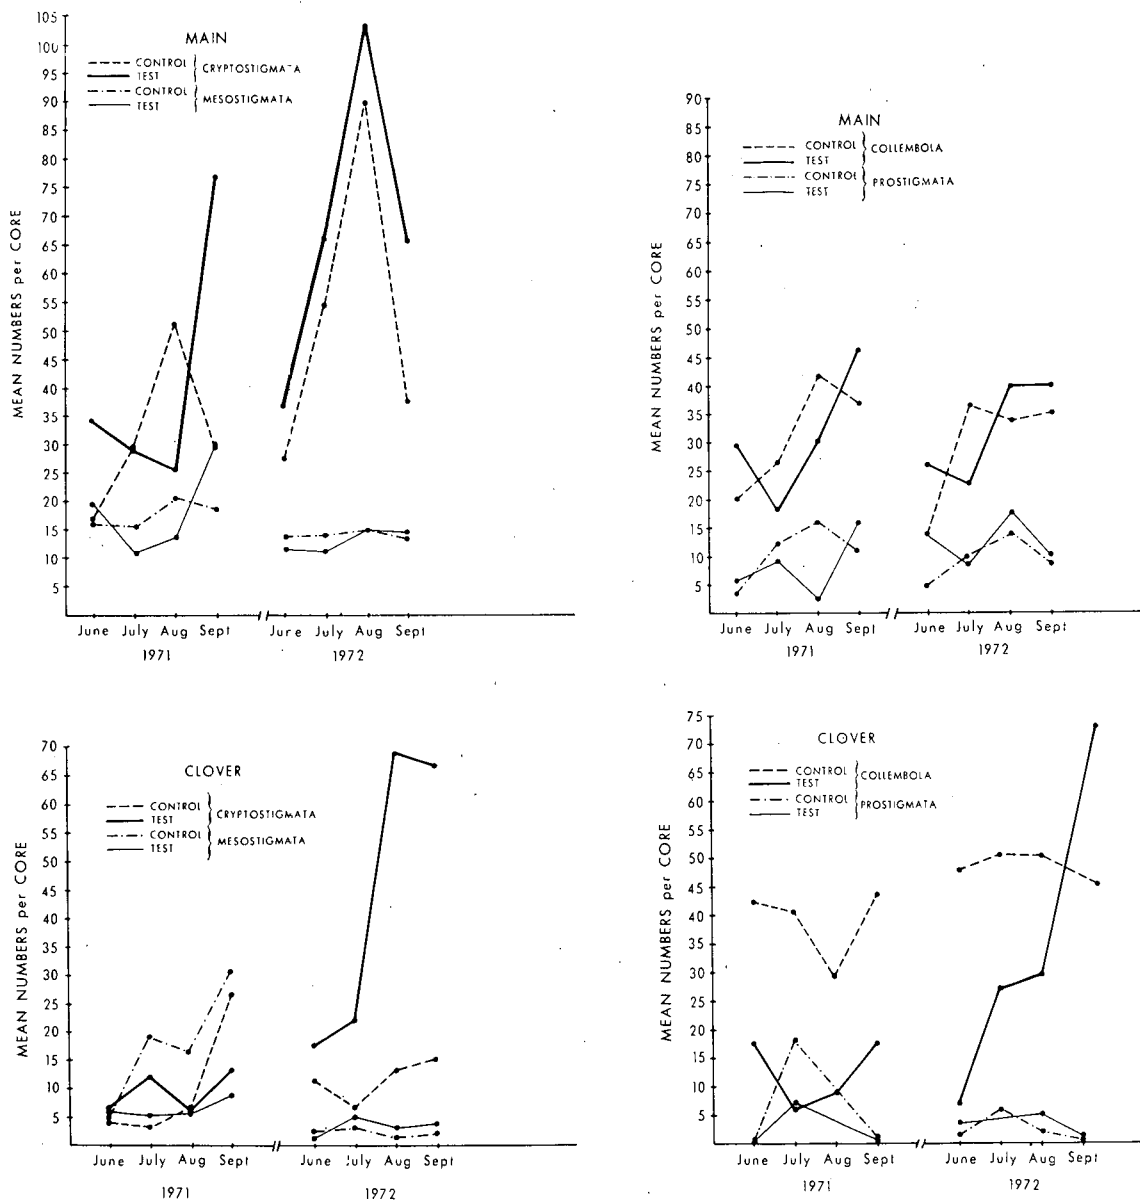 MAIN
CONTROL
TEST
CRYPTOSTIGMATA
CONTROL
TEST
MESOSTIGMATA
MEAN NUMBERS per CORE
105
100
95
90
85
80
75
70
65
60
55
50
45
40
35
30
25
20
15
10
5
June July Aug Sept June July Aug Sept
1971 1972
MAIN
CONTROL
TEST
COLLEMBOLA
CONTROL
TEST
PROSTIGMATA
MEAN NUMBERS per CORE
90
85
80
75
70
65
60
55
50
45
40
35
30
25
20
15
10
5
June July Aug Sept June July Aug Sept
1971 1972
CLOVER
CONTROL
TEST
CRYPTOSTIGMATA
CONTROL
TEST
MESOSTIGMATA
MEAN NUMBERS per CORE
70
65
60
55
50
45
40
35
30
25
20
15
10
5
June July Aug Sept June July Aug Sept
1971 1972
CLOVER
CONTROL
TEST
COLLEMBOLA
CONTROL
TEST
PROSTIGMATA
MEAN NUMBERS per CORE
75
70
65
60
55
50
45
40
35
30
25
20
15
10
5
June July Aug Sept June July Aug Sept
1971 1972